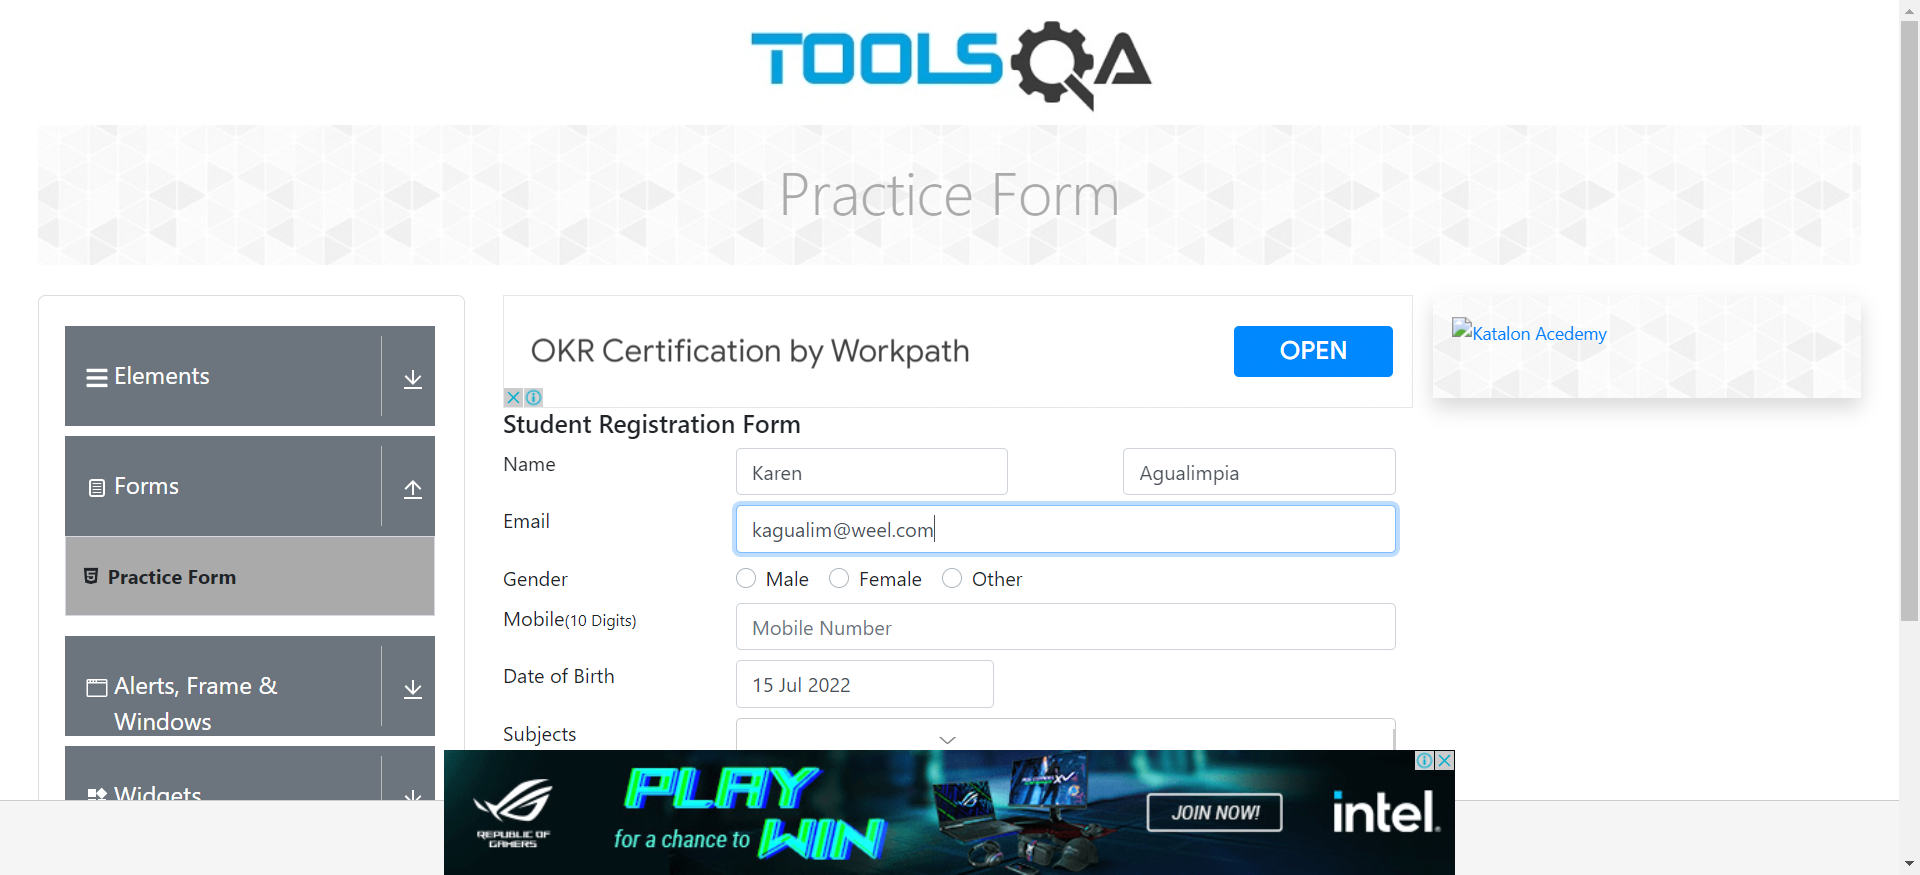 TOOLSQA
Practice Form
Elements
Forms
Practice Form
Alerts, Frame &
Windows
Widgets
OKR Certification by Workpath
OPEN
Student Registration Form
Name
Karen
Agualimpia
Email
kagualim@weel.com
Gender
Male
Female
Other
Mobile(10 Digits)
Mobile Number
Date of Birth
15 Jul 2022
Subjects
Katalon Acedemy
REPUBLIC OF
GAMERS
PLAY
for a chance to WIN
JOIN NOW!
intel.